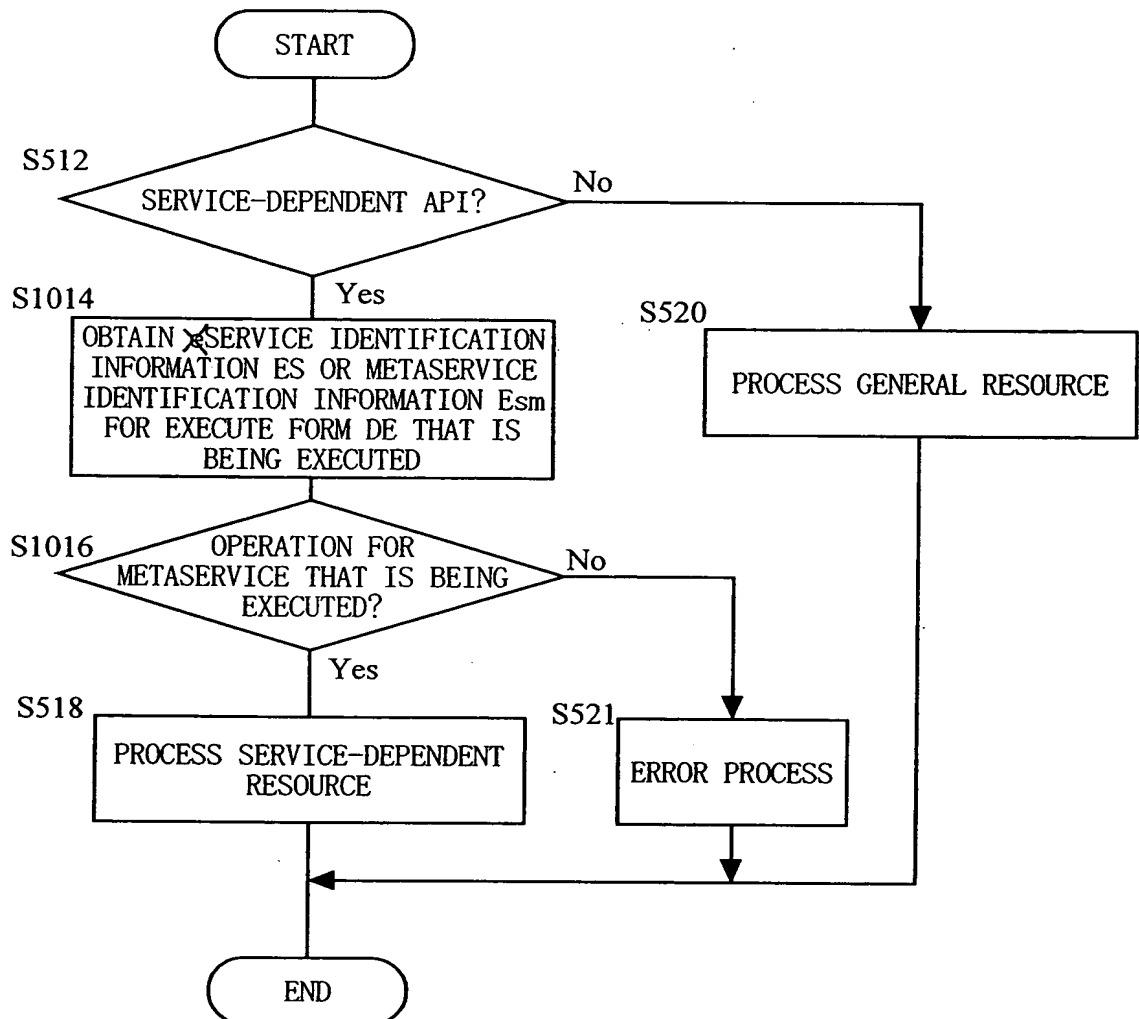 START
S512
SERVICE-DEPENDENT API?
No
Yes
S1014
OBTAIN SERVICE IDENTIFICATION
INFORMATION ES OR METASERVICE
IDENTIFICATION INFORMATION Esm
FOR EXECUTE FORM DE THAT IS
BEING EXECUTED
S520
PROCESS GENERAL RESOURCE
S1016
OPERATION FOR
METASERVICE THAT IS BEING
EXECUTED?
No
Yes
S518
PROCESS SERVICE-DEPENDENT
RESOURCE
S521
ERROR PROCESS
END